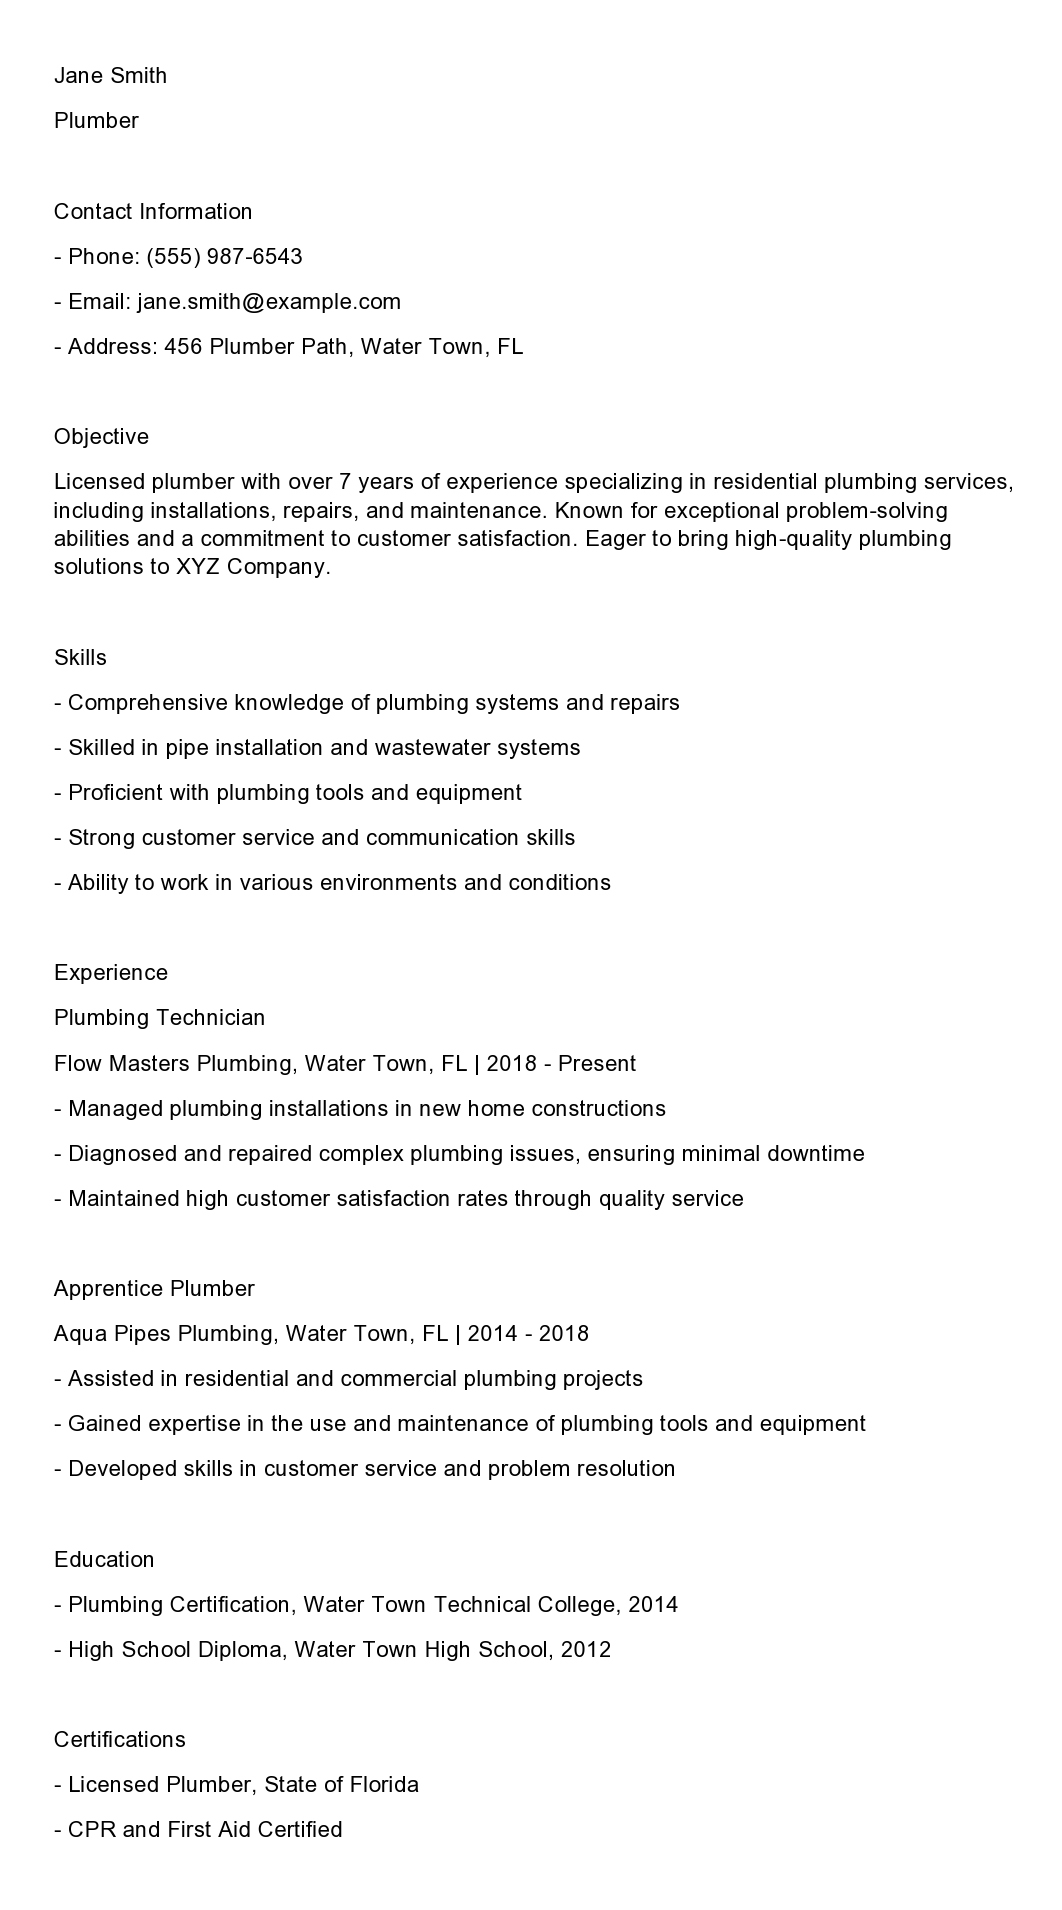 Jane Smith
Plumber
Contact Information
- Phone: (555) 987-6543
- Email: jane.smith@example.com
- Address: 456 Plumber Path, Water Town, FL
Objective
Licensed plumber with over 7 years of experience specializing in residential plumbing services,
including installations, repairs, and maintenance. Known for exceptional problem-solving
abilities and a commitment to customer satisfaction. Eager to bring high-quality plumbing
solutions to XYZ Company.
Skills
- Comprehensive knowledge of plumbing systems and repairs
- Skilled in pipe installation and wastewater systems
- Proficient with plumbing tools and equipment
- Strong customer service and communication skills
- Ability to work in various environments and conditions
Experience
Plumbing Technician
Flow Masters Plumbing, Water Town, FL | 2018 - Present
- Managed plumbing installations in new home constructions
- Diagnosed and repaired complex plumbing issues, ensuring minimal downtime
- Maintained high customer satisfaction rates through quality service
Apprentice Plumber
Aqua Pipes Plumbing, Water Town, FL | 2014 - 2018
- Assisted in residential and commercial plumbing projects
- Gained expertise in the use and maintenance of plumbing tools and equipment
- Developed skills in customer service and problem resolution
Education
- Plumbing Certification, Water Town Technical College, 2014
- High School Diploma, Water Town High School, 2012
Certifications
- Licensed Plumber, State of Florida
- CPR and First Aid Certified